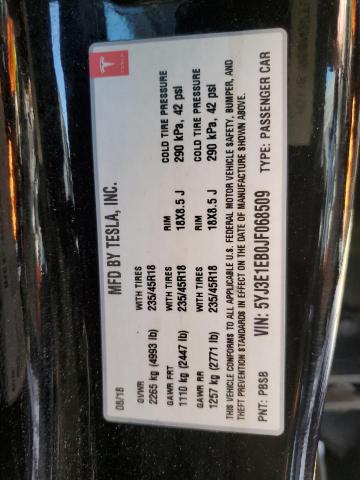 TESLA
MFD BY TESLA, INC.
08/18
GVWR WITH TIRES RIM COLD TIRE PRESSURE
2265 kg (4993 lb) 235/45R18 18X8.5 J 290 kPa, 42 psi
GAWR FRT WITH TIRES RIM COLD TIRE PRESSURE
1110 kg (2447 lb) 235/45R18 18X8.5 J 290 kPa, 42 psi
GAWR RR WITH TIRES
1257 kg (2771 lb) 235/45R18
THIS VEHICLE CONFORMS TO ALL APPLICABLE U.S. FEDERAL MOTOR VEHICLE SAFETY, BUMPER, AND
THEFT PREVENTION STANDARDS IN EFFECT ON THE DATE OF MANUFACTURE SHOWN ABOVE.
VIN: 5YJ3E1EB0JF068509
PNT: PBSB TYPE: PASSENGER CAR